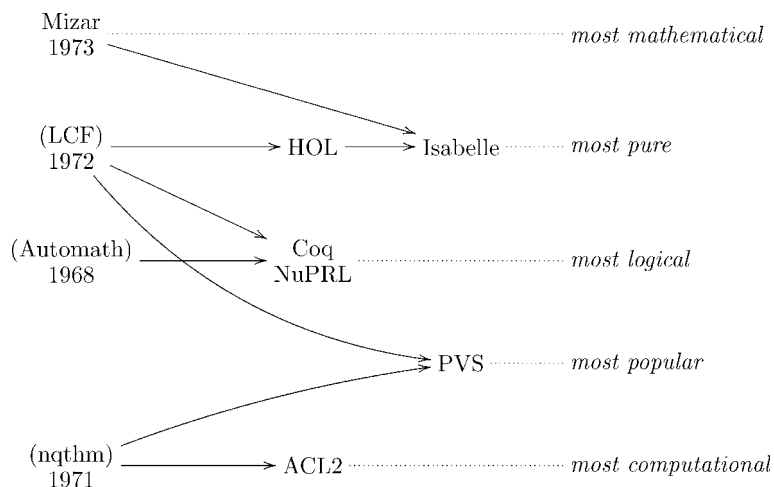 Mizar
1973
most mathematical
(LCF)
1972
HOL
Isabelle
most pure
(Automath)
1968
Coq
NuPRL
most logical
PVS
most popular
(nqthm)
1971
ACL2
most computational